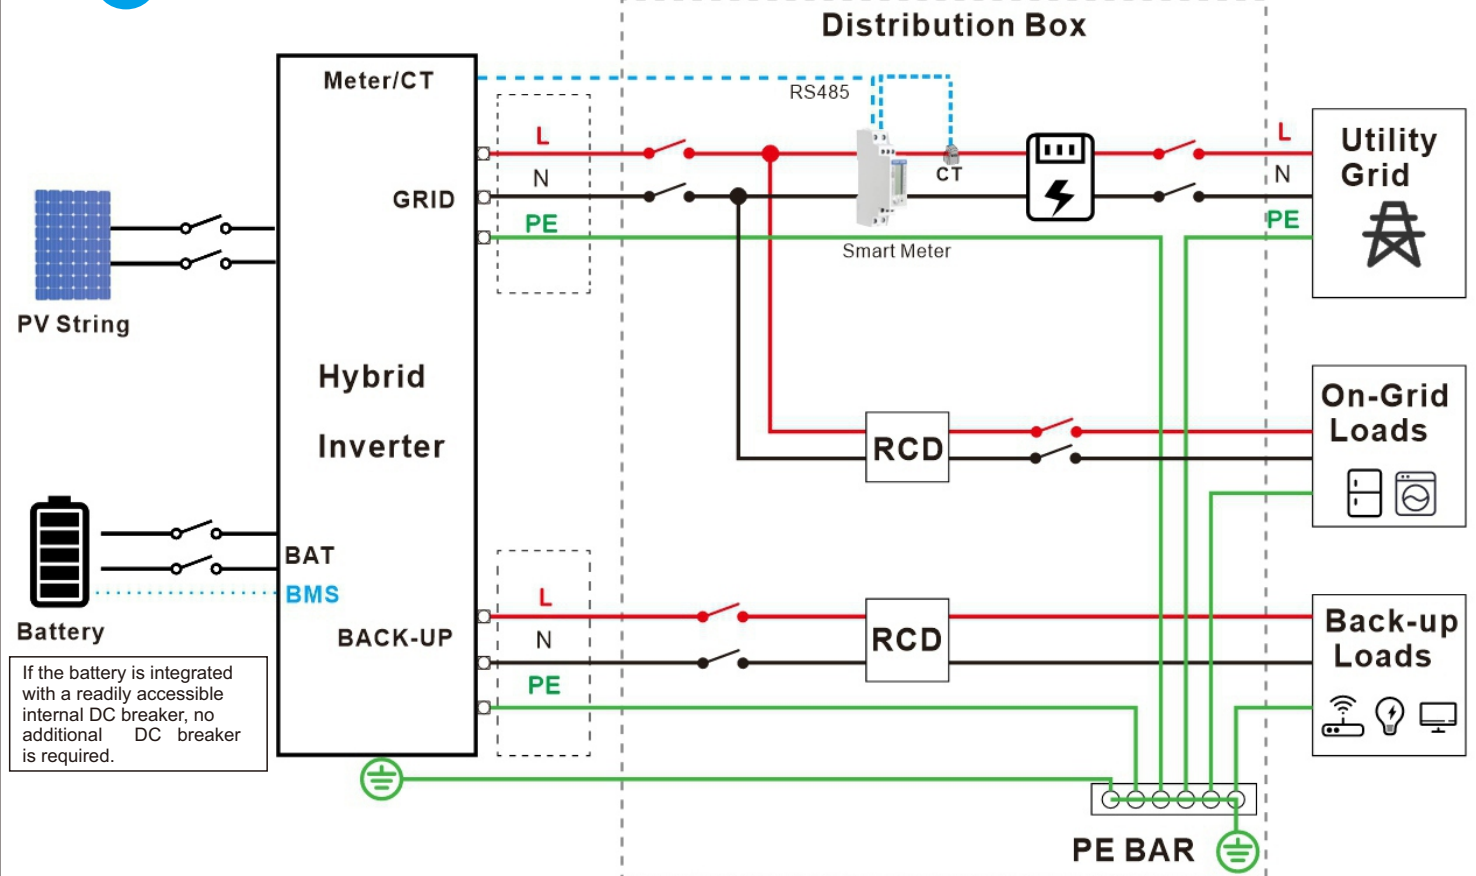 Distribution Box
Meter/CT
RS485
L
N
GRID
PE
CT
Smart Meter
L
N
PE
Utility
Grid
PV String
Hybrid
Inverter
RCD
On-Grid
Loads
BAT
BMS
Battery
BACK-UP
L
N
PE
RCD
Back-up
Loads
If the battery is integrated
with a readily accessible
internal DC breaker, no
additional DC breaker
is required.
PE BAR